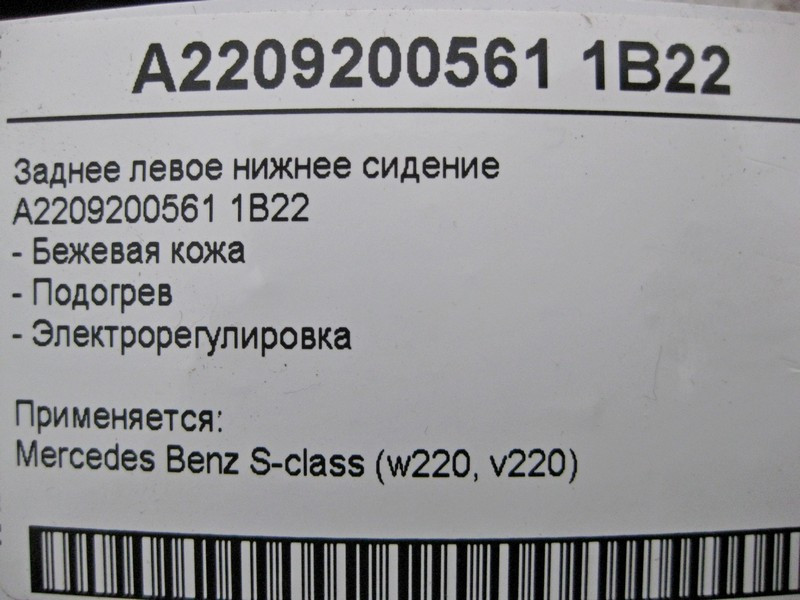 A2209200561 1B22
Заднее левое нижнее сидение
A2209200561 1B22
- Бежевая кожа
- Подогрев
- Электрорегулировка
Применяется:
Mercedes Benz S-class (w220, v220)